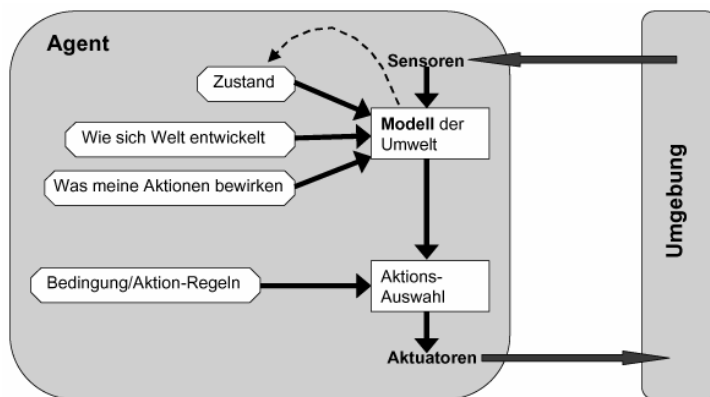 Agent
Sensoren
Zustand
Modell der
Umwelt
Wie sich Welt entwickelt
Was meine Aktionen bewirken
Umgebung
Bedingung/Aktion-Regeln
Aktions-
Auswahl
Aktuatoren